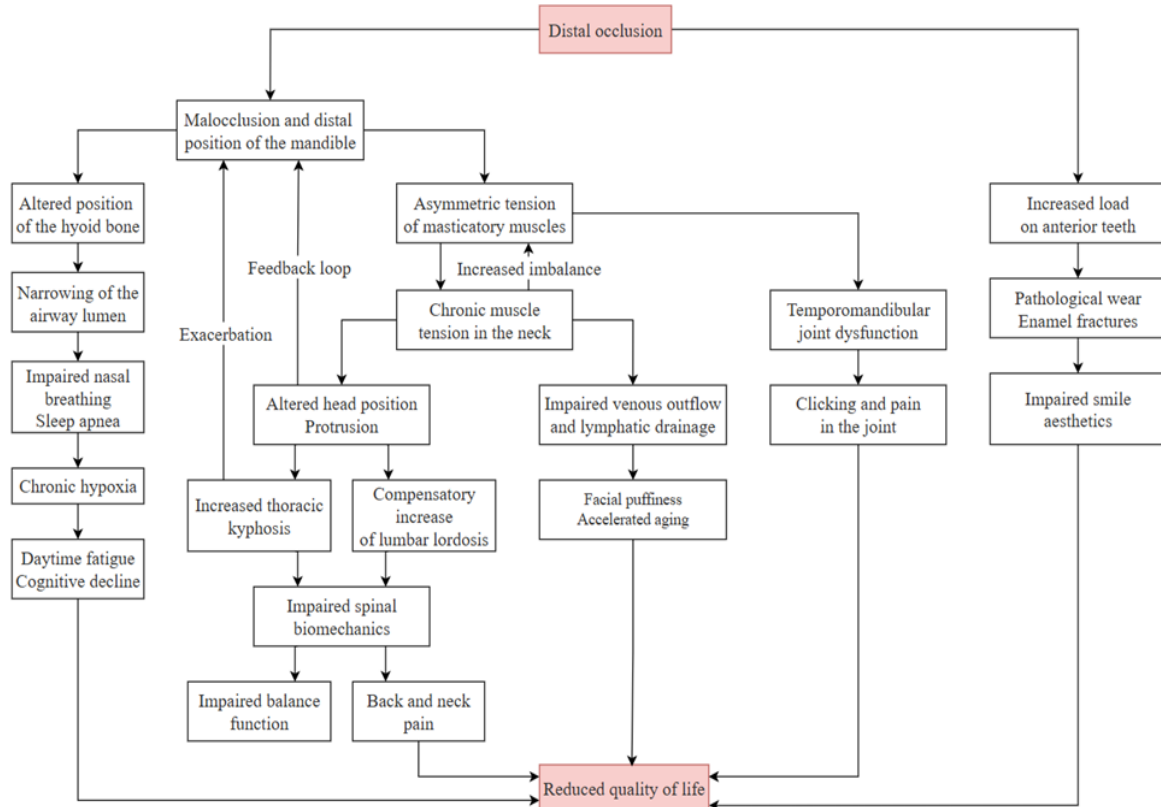 Distal occlusion
Malocclusion and distal
position of the mandible
Altered position
of the hyoid bone
Asymmetric tension
of masticatory muscles
Increased load
on anterior teeth
Feedback loop
Increased imbalance
Narrowing of the
airway lumen
Chronic muscle
tension in the neck
Temporomandibular
joint dysfunction
Pathological wear
Enamel fractures
Exacerbation
Impaired nasal
breathing
Sleep apnea
Altered head position
Protrusion
Impaired venous outflow
and lymphatic drainage
Clicking and pain
in the joint
Impaired smile
aesthetics
Chronic hypoxia
Increased thoracic
kyphosis
Compensatory
increase
of lumbar lordosis
Facial puffiness
Accelerated aging
Daytime fatigue
Cognitive decline
Impaired spinal
biomechanics
Impaired balance
function
Back and neck
pain
Reduced quality of life